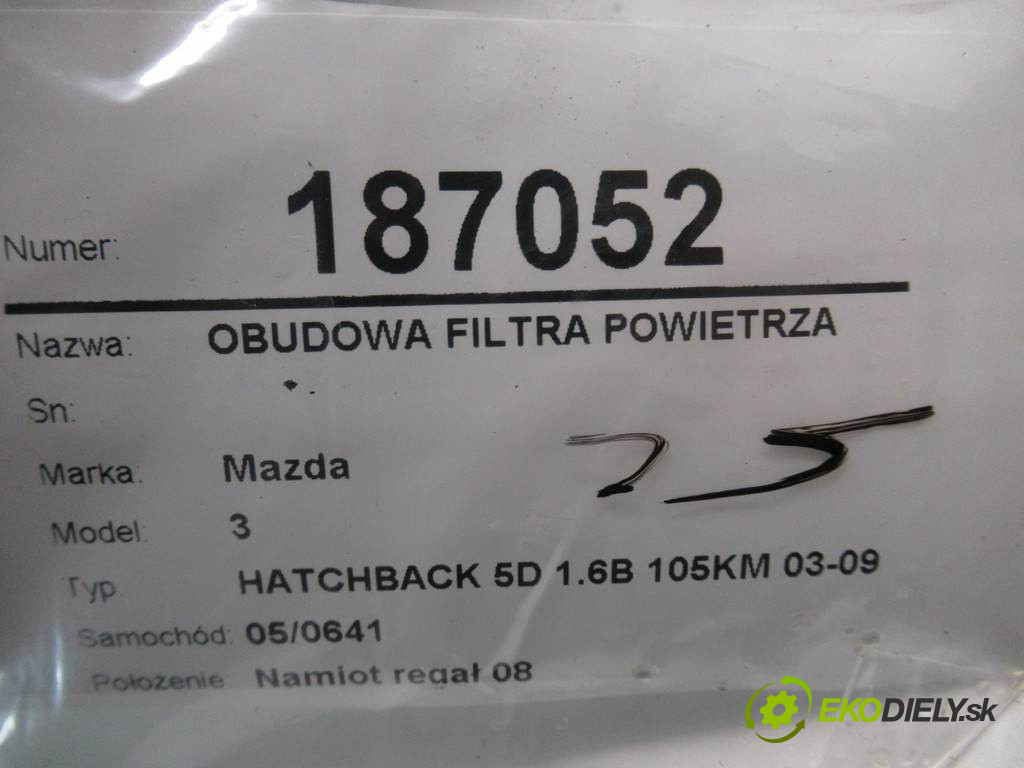 Numer: 187052
Nazwa: OBUDOWA FILTRA POWIETRZA
Sn:
Marka: Mazda
25
Model: 3
Typ: HATCHBACK 5D 1.6B 105KM 03-09
Samochód: 05/0641
Położenie: Namiot regał 08
EKODIELY.sk